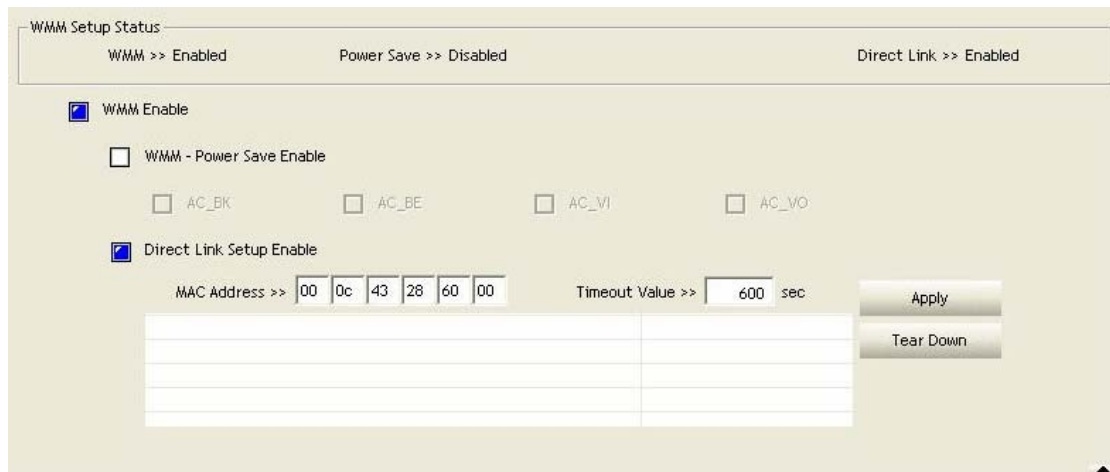 WMM Setup Status
WMM >> Enabled Power Save >> Disabled Direct Link >> Enabled
WMM Enable
WMM - Power Save Enable
AC_BK AC_BE AC_VI AC_VO
Direct Link Setup Enable
MAC Address >> 00 0c 43 28 60 00 Timeout Value >> 600 sec Apply
Tear Down